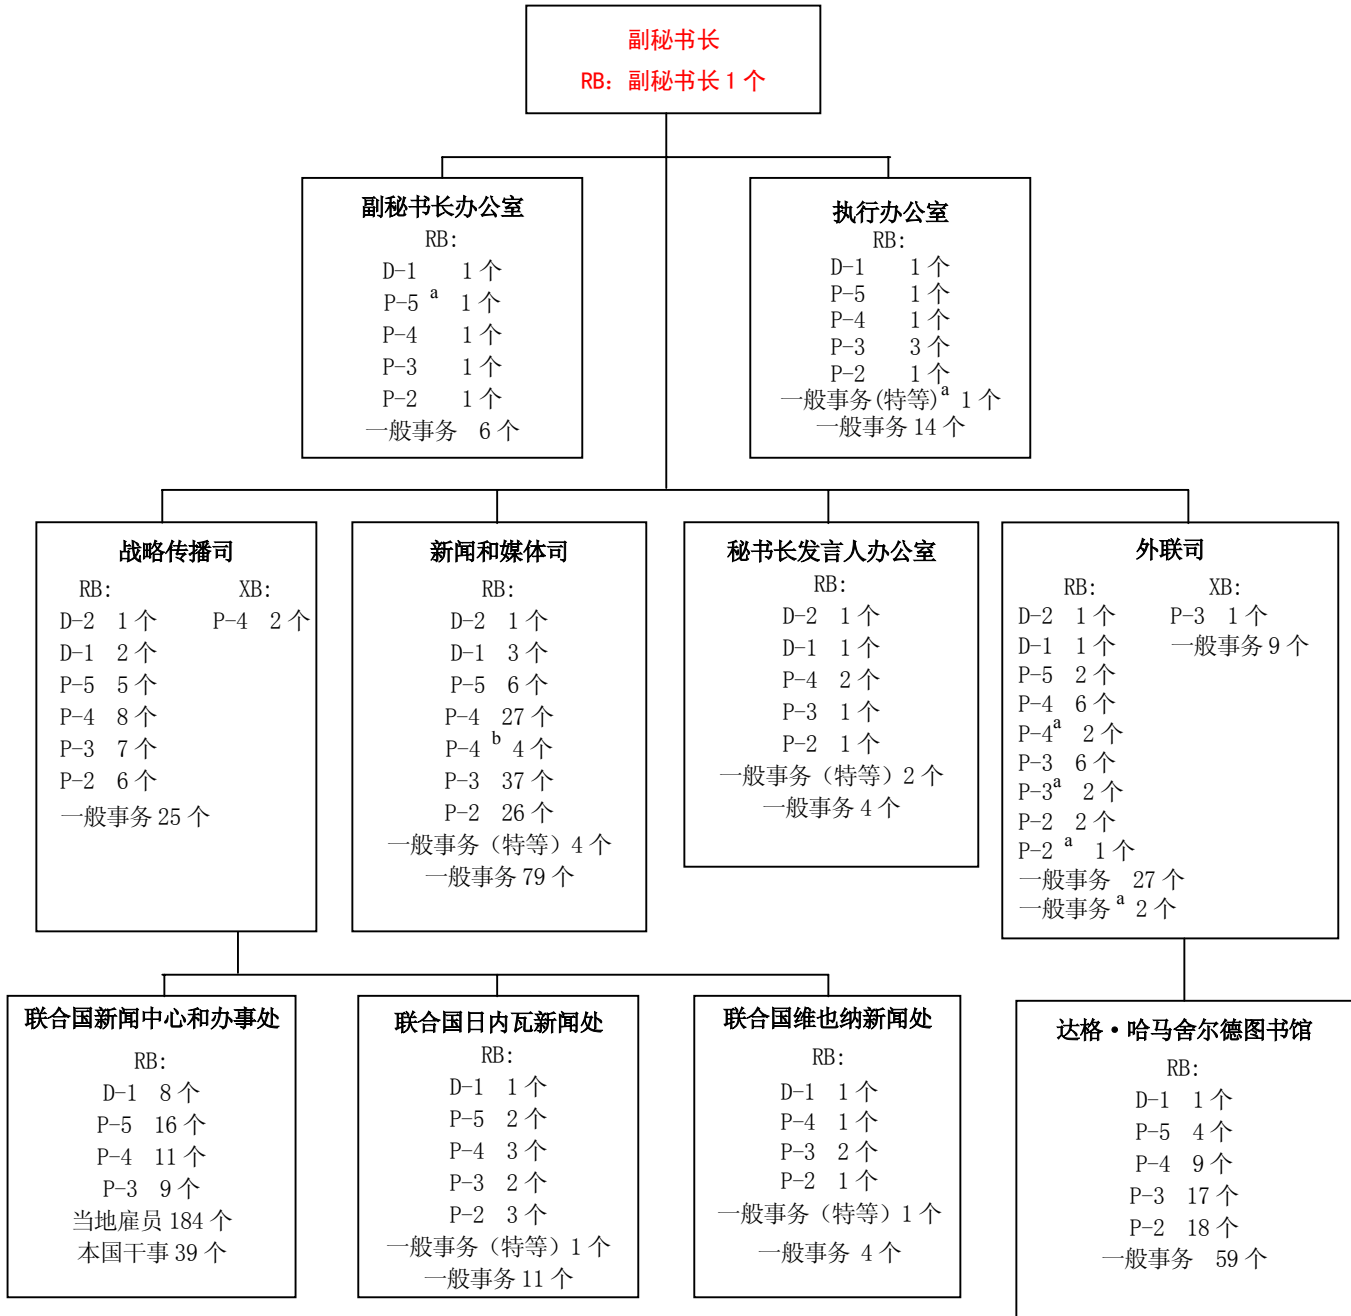 副秘书长
RB：副秘书长 1 个
副秘书长办公室
RB:
D-1 1 个
P-5 a 1 个
P-4 1 个
P-3 1 个
P-2 1 个
一般事务 6 个
执行办公室
RB:
D-1 1 个
P-5 1 个
P-4 1 个
P-3 3 个
P-2 1 个
一般事务(特等)a 1 个
一般事务 14 个
战略传播司
RB: XB:
D-2 1 个 P-4 2 个
D-1 2 个
P-5 5 个
P-4 8 个
P-3 7 个
P-2 6 个
一般事务 25 个
新闻和媒体司
RB:
D-2 1 个
D-1 3 个
P-5 6 个
P-4 27 个
P-4 b 4 个
P-3 37 个
P-2 26 个
一般事务（特等）4 个
一般事务 79 个
秘书长发言人办公室
RB:
D-2 1 个
D-1 1 个
P-4 2 个
P-3 1 个
P-2 1 个
一般事务（特等）2 个
一般事务 4 个
外联司
RB: XB:
D-2 1 个 P-3 1 个
D-1 1 个 一般事务 9 个
P-5 2 个
P-4 6 个
P-4a 2 个
P-3 6 个
P-3a 2 个
P-2 2 个
P-2 a 1 个
一般事务 27 个
一般事务 a 2 个
联合国新闻中心和办事处
RB:
D-1 8 个
P-5 16 个
P-4 11 个
P-3 9 个
当地雇员 184 个
本国干事 39 个
联合国日内瓦新闻处
RB:
D-1 1 个
P-5 2 个
P-4 3 个
P-3 2 个
P-2 3 个
一般事务（特等）1 个
一般事务 11 个
联合国维也纳新闻处
RB:
D-1 1 个
P-4 1 个
P-3 2 个
P-2 1 个
一般事务（特等）1 个
一般事务 4 个
达格·哈马舍尔德图书馆
RB:
D-1 1 个
P-5 4 个
P-4 9 个
P-3 17 个
P-2 18 个
一般事务 59 个